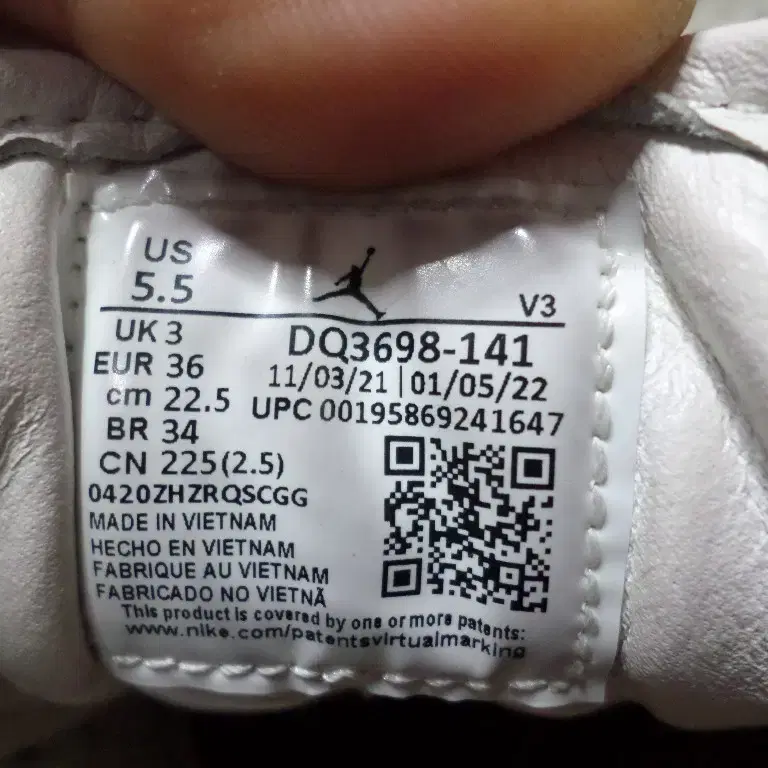 US
5.5
V3
UK 3
DQ3698-141
EUR 36
11/03/21 | 01/05/22
cm 22.5
UPC 00195869241647
BR 34
CN 225(2.5)
0420ZHZRQSCGG
MADE IN VIETNAM
HECHO EN VIETNAM
FABRIQUE AU VIETNAM
FABRICADO NO VIETNÃ
This product is covered by one or more patents:
www.nike.com/patentsvirtualmarking